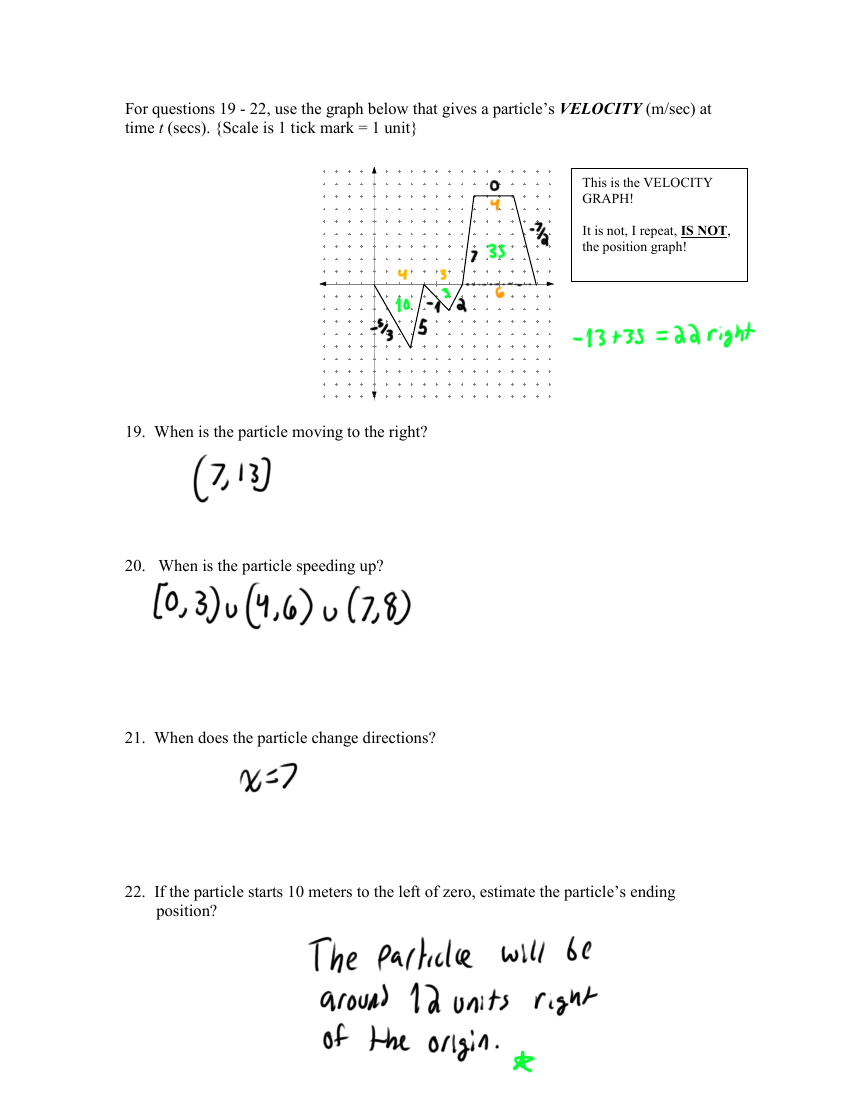 For questions 19 - 22, use the graph below that gives a particle's VELOCITY (m/sec) at
time t (secs). {Scale is 1 tick mark = 1 unit}
This is the VELOCITY
GRAPH!
It is not, I repeat, IS NOT,
the position graph!
0
4
-7/2
7
35
4
3
3
6
10
-1
2
-5/3
5
-13+35 = 22 right
19. When is the particle moving to the right?
(7,13]
20. When is the particle speeding up?
[0,3)∪(4,6)∪(7,8)
21. When does the particle change directions?
x=7
22. If the particle starts 10 meters to the left of zero, estimate the particle's ending
position?
The particle will be
around 12 units right
of the origin.